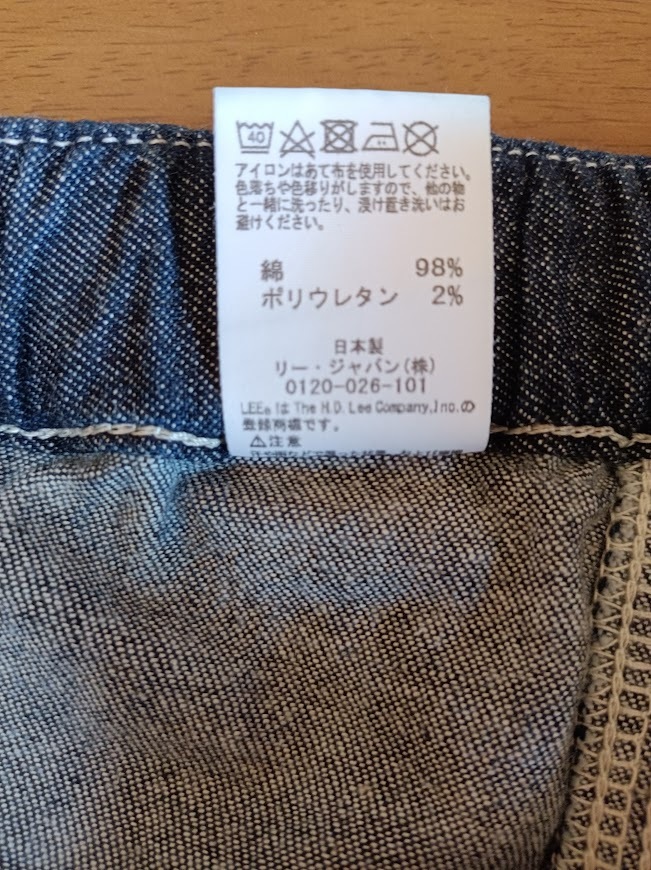 40
アイロンはあて布を使用してください。
色落ちや色移りがしますので、他の物
と一緒に洗ったり、浸け置き洗いはお
避けください。
綿 98%
ポリウレタン 2%
日本製
リー・ジャパン(株)
0120-026-101
LEE®は The H.D. Lee Company,Inc.の
登録商標です。
⚠注意